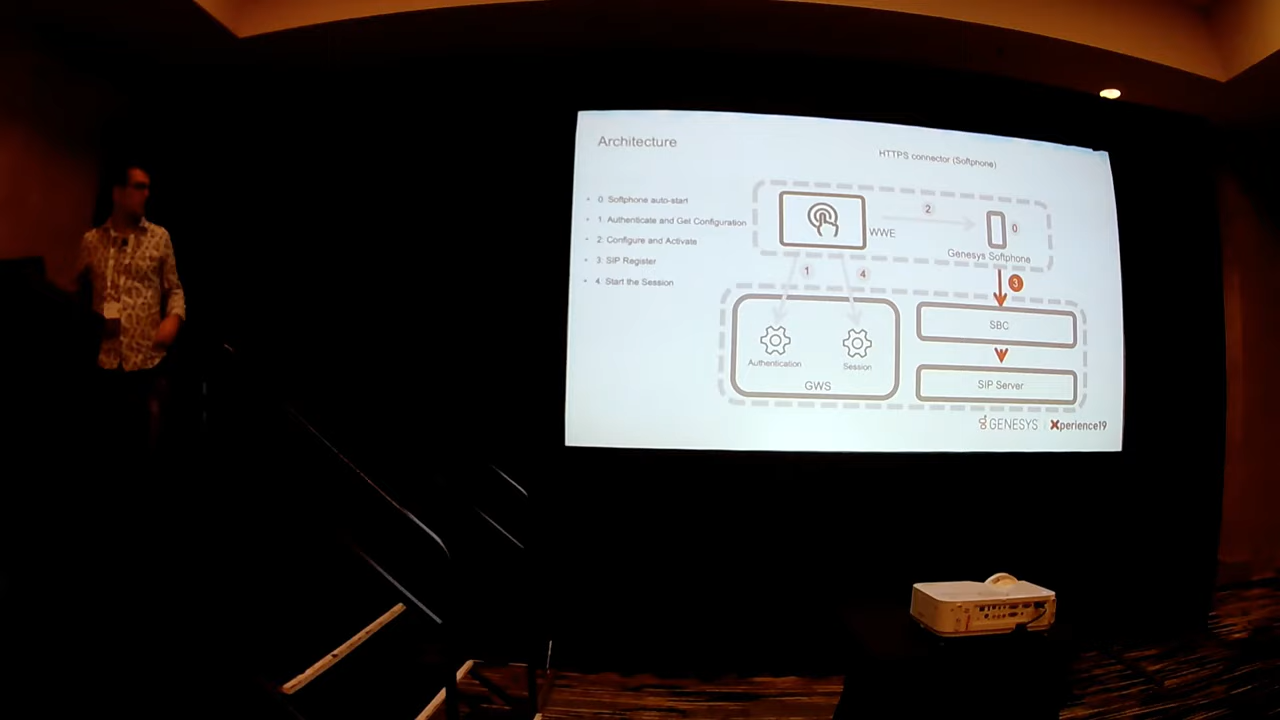 Architecture
HTTPS connector (Softphone)
0: Softphone auto-start
1: Authenticate and Get Configuration
2: Configure and Activate
3: SIP Register
4: Start the Session
2
0
WWE
Genesys Softphone
1
4
3
SBC
Authentication
Session
GWS
SIP Server
GENESYS | Xperience19